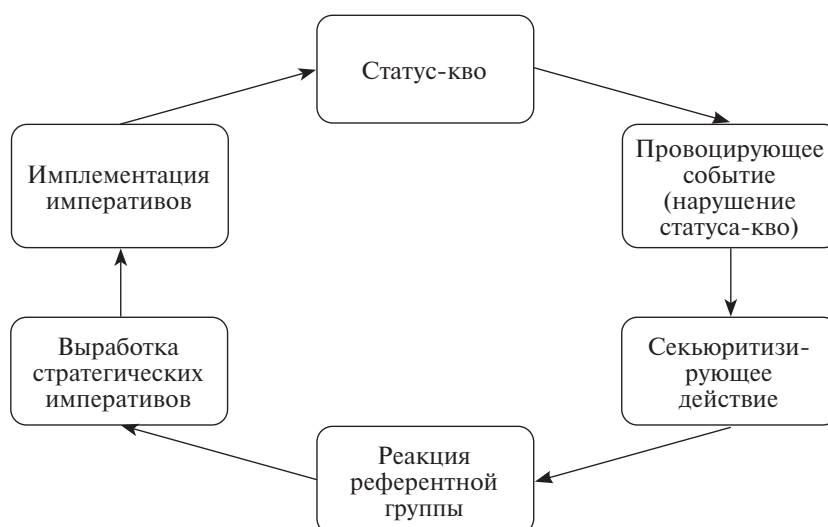 Статус-кво
Провоцирующее
событие
(нарушение
статуса-кво)
Секьюритизи-
рующее
действие
Реакция
референтной
группы
Выработка
стратегических
императивов
Имплементация
императивов